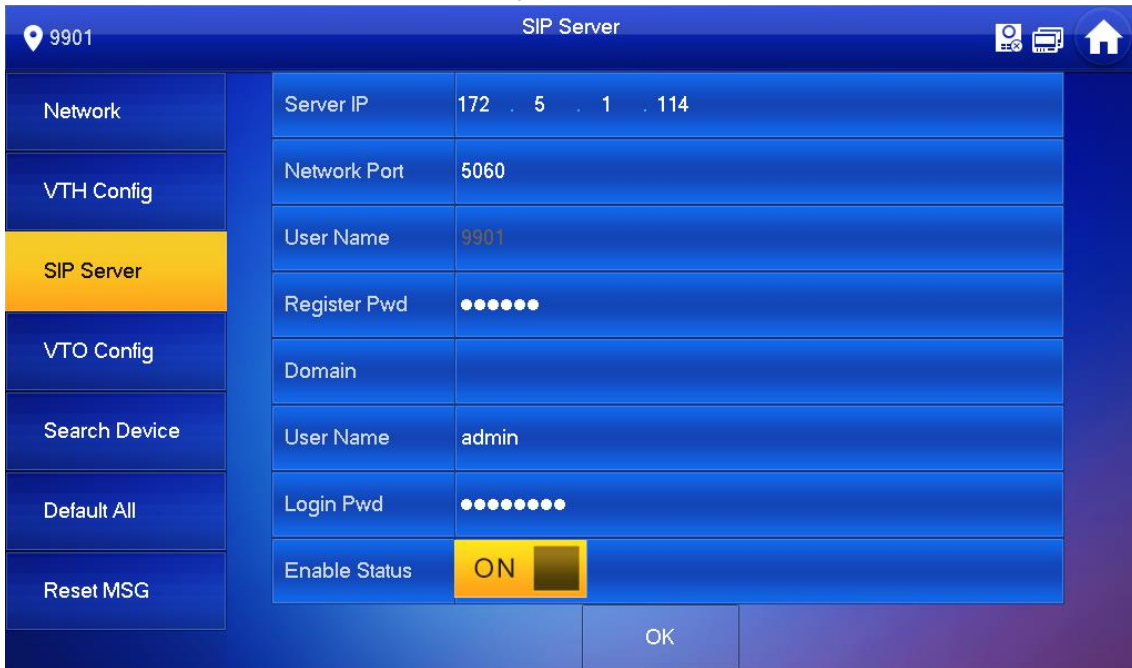 9901
SIP Server
Network
VTH Config
SIP Server
VTO Config
Search Device
Default All
Reset MSG
Server IP 172 . 5 . 1 . 114
Network Port 5060
User Name 9901
Register Pwd ●●●●●●
Domain
User Name admin
Login Pwd ●●●●●●●●
Enable Status ON
OK